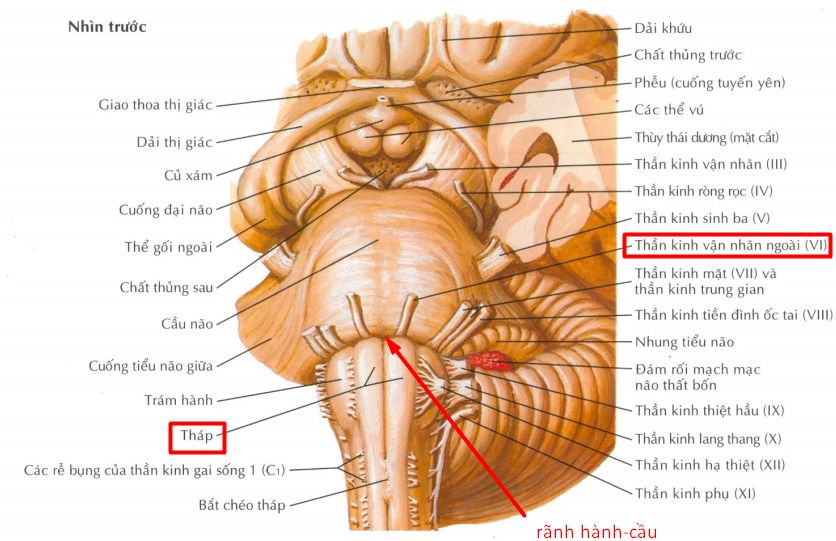 Nhìn trước
Giao thoa thị giác
Dải thị giác
Củ xám
Cuống đại não
Thể gối ngoài
Chất thủng sau
Cầu não
Cuống tiểu não giữa
Trám hành
Tháp
Các rễ bụng của thần kinh gai sống 1 (C₁)
Bắt chéo tháp
Dải khứu
Chất thủng trước
Phễu (cuống tuyến yên)
Các thể vú
Thùy thái dương (mặt cắt)
Thần kinh vận nhãn (III)
Thần kinh ròng rọc (IV)
Thần kinh sinh ba (V)
Thần kinh vận nhãn ngoài (VI)
Thần kinh mặt (VII) và
thần kinh trung gian
Thần kinh tiền đình ốc tai (VIII)
Nhung tiểu não
Đám rối mạch mạc
não thất bốn
Thần kinh thiệt hầu (IX)
Thần kinh lang thang (X)
Thần kinh hạ thiệt (XII)
Thần kinh phụ (XI)
rãnh hành-cầu